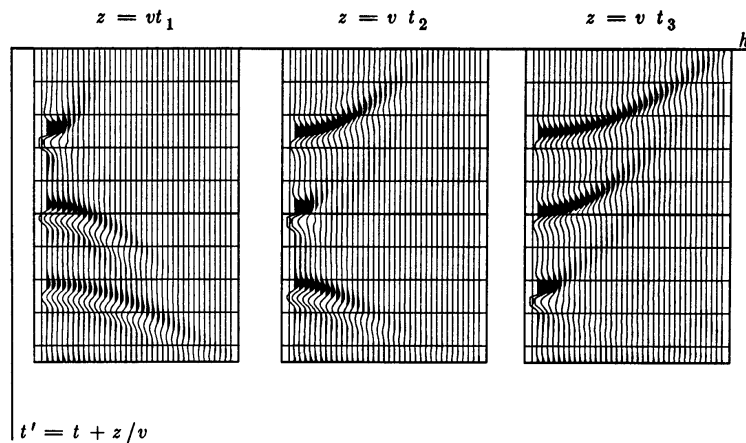 z = vt₁ z = v t₂ z = v t₃
h
t' = t + z/v